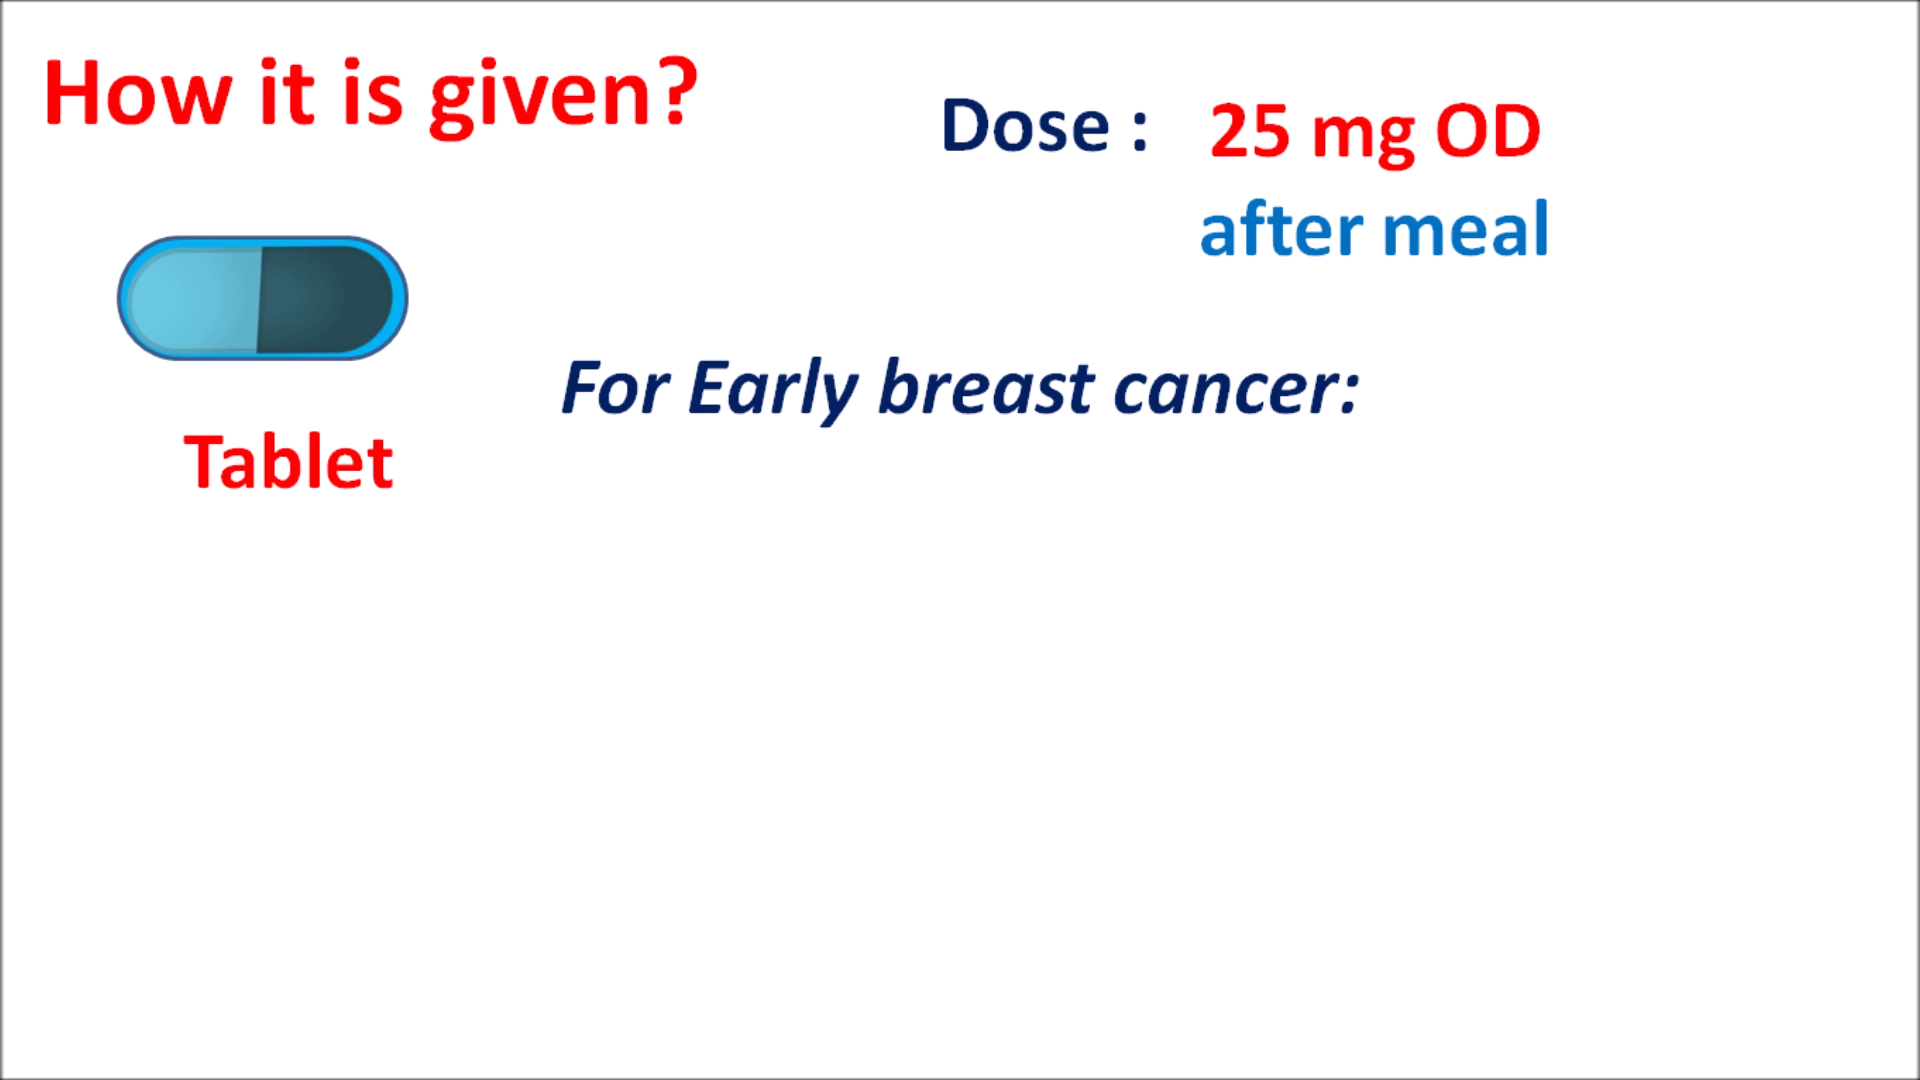 How it is given?
Dose : 25 mg OD
after meal
For Early breast cancer:
Tablet